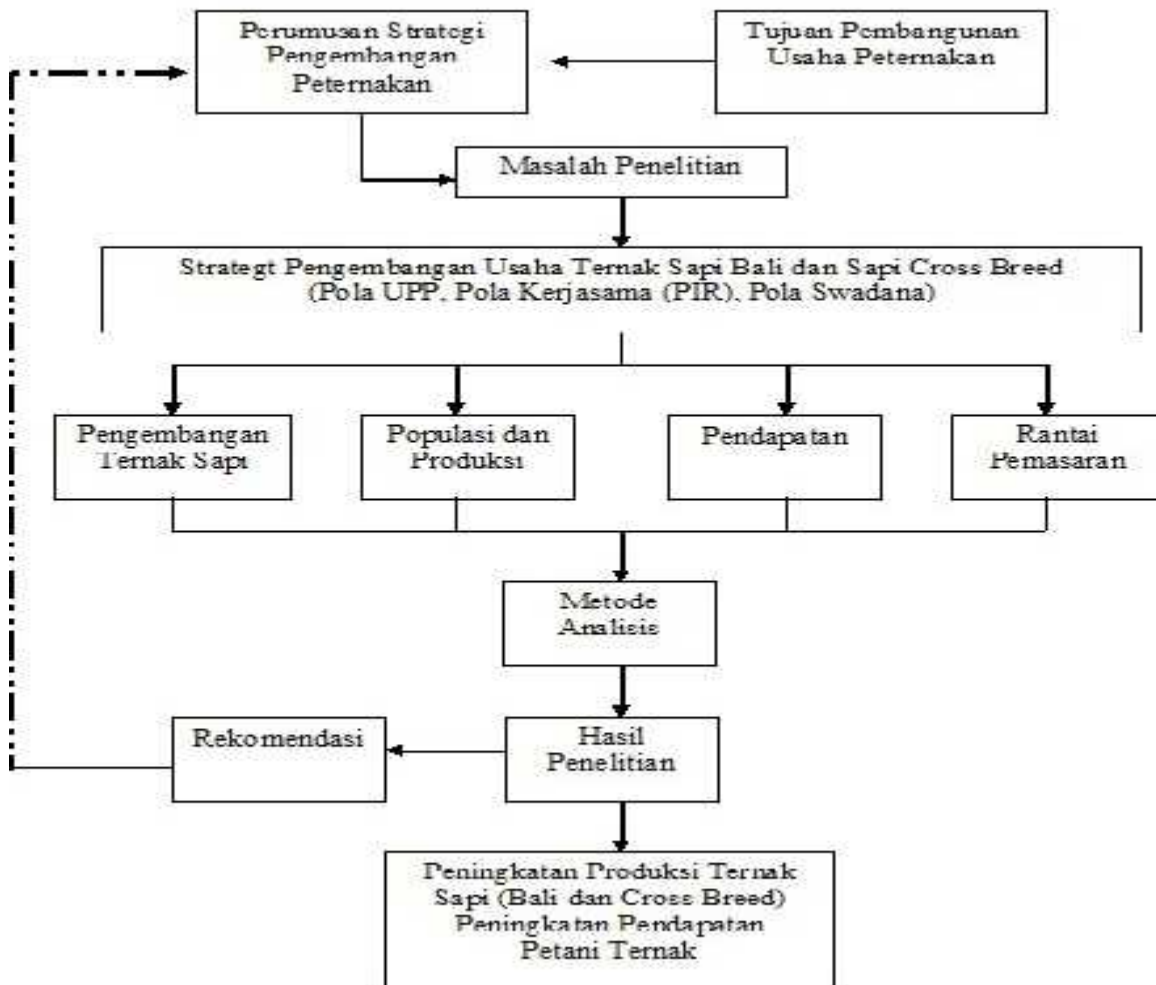 Perumusan Strategi
Pengembangan
Peternakan
Tujuan Pembangunan
Usaha Peternakan
Masalah Penelitian
Strategt Pengembangan Usaha Ternak Sapi Bali dan Sapi Cross Breed
(Pola UPP, Pola Kerjasama (PIR), Pola Swadana)
Pengembangan
Ternak Sapi
Populasi dan
Produksi
Pendapatan
Rantai
Pemasaran
Metode
Analisis
Rekomendasi
Hasil
Penelitian
Peningkatan Produksi Ternak
Sapi (Bali dan Cross Breed)
Peningkatan Pendapatan
Petani Ternak